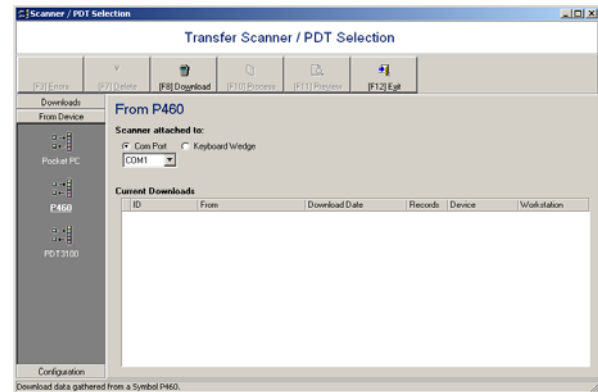 Scanner / PDT Selection
Transfer Scanner / PDT Selection
[F3] Errors [F7] Delete [F8] Download [F10] Process [F11] Preview [F12] Exit
Downloads
From Device
Pocket PC
P460
PDT3100
Configuration
From P460
Scanner attached to:
Com Port Keyboard Wedge
COM1
Current Downloads
ID From Download Date Records Device Workstation
Download data gathered from a Symbol P460.